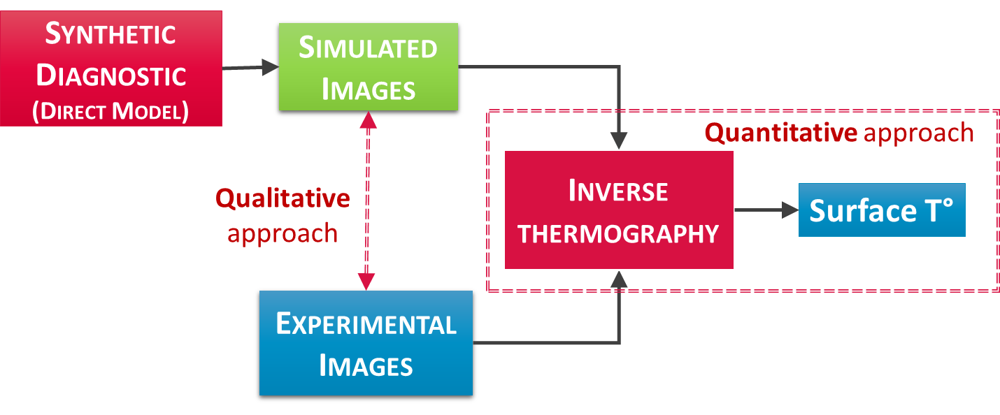 SYNTHETIC
DIAGNOSTIC
(DIRECT MODEL)
SIMULATED
IMAGES
Quantitative approach
INVERSE
THERMOGRAPHY
Surface T°
Qualitative
approach
EXPERIMENTAL
IMAGES